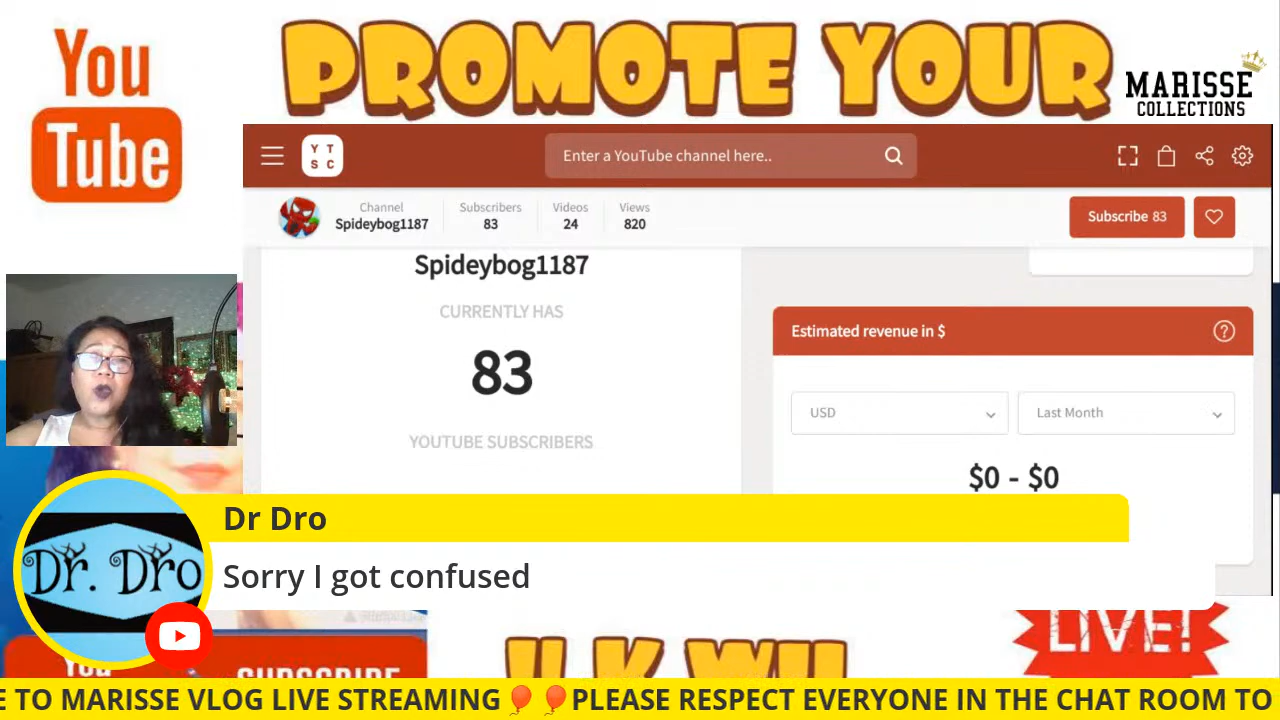 You
Tube
PROMOTE YOUR
MARISSE
COLLECTIONS
Y T
S C
Enter a YouTube channel here..
Channel
Spideybog1187
Subscribers
83
Videos
24
Views
820
Subscribe 83
Spideybog1187
CURRENTLY HAS
83
YOUTUBE SUBSCRIBERS
Estimated revenue in $
?
USD
Last Month
$0 - $0
Dr. Dro
Dr Dro
Sorry I got confused
LIVE!
You
SUBSCRIBE
E TO MARISSE VLOG LIVE STREAMING🎈🎈PLEASE RESPECT EVERYONE IN THE CHAT ROOM TO